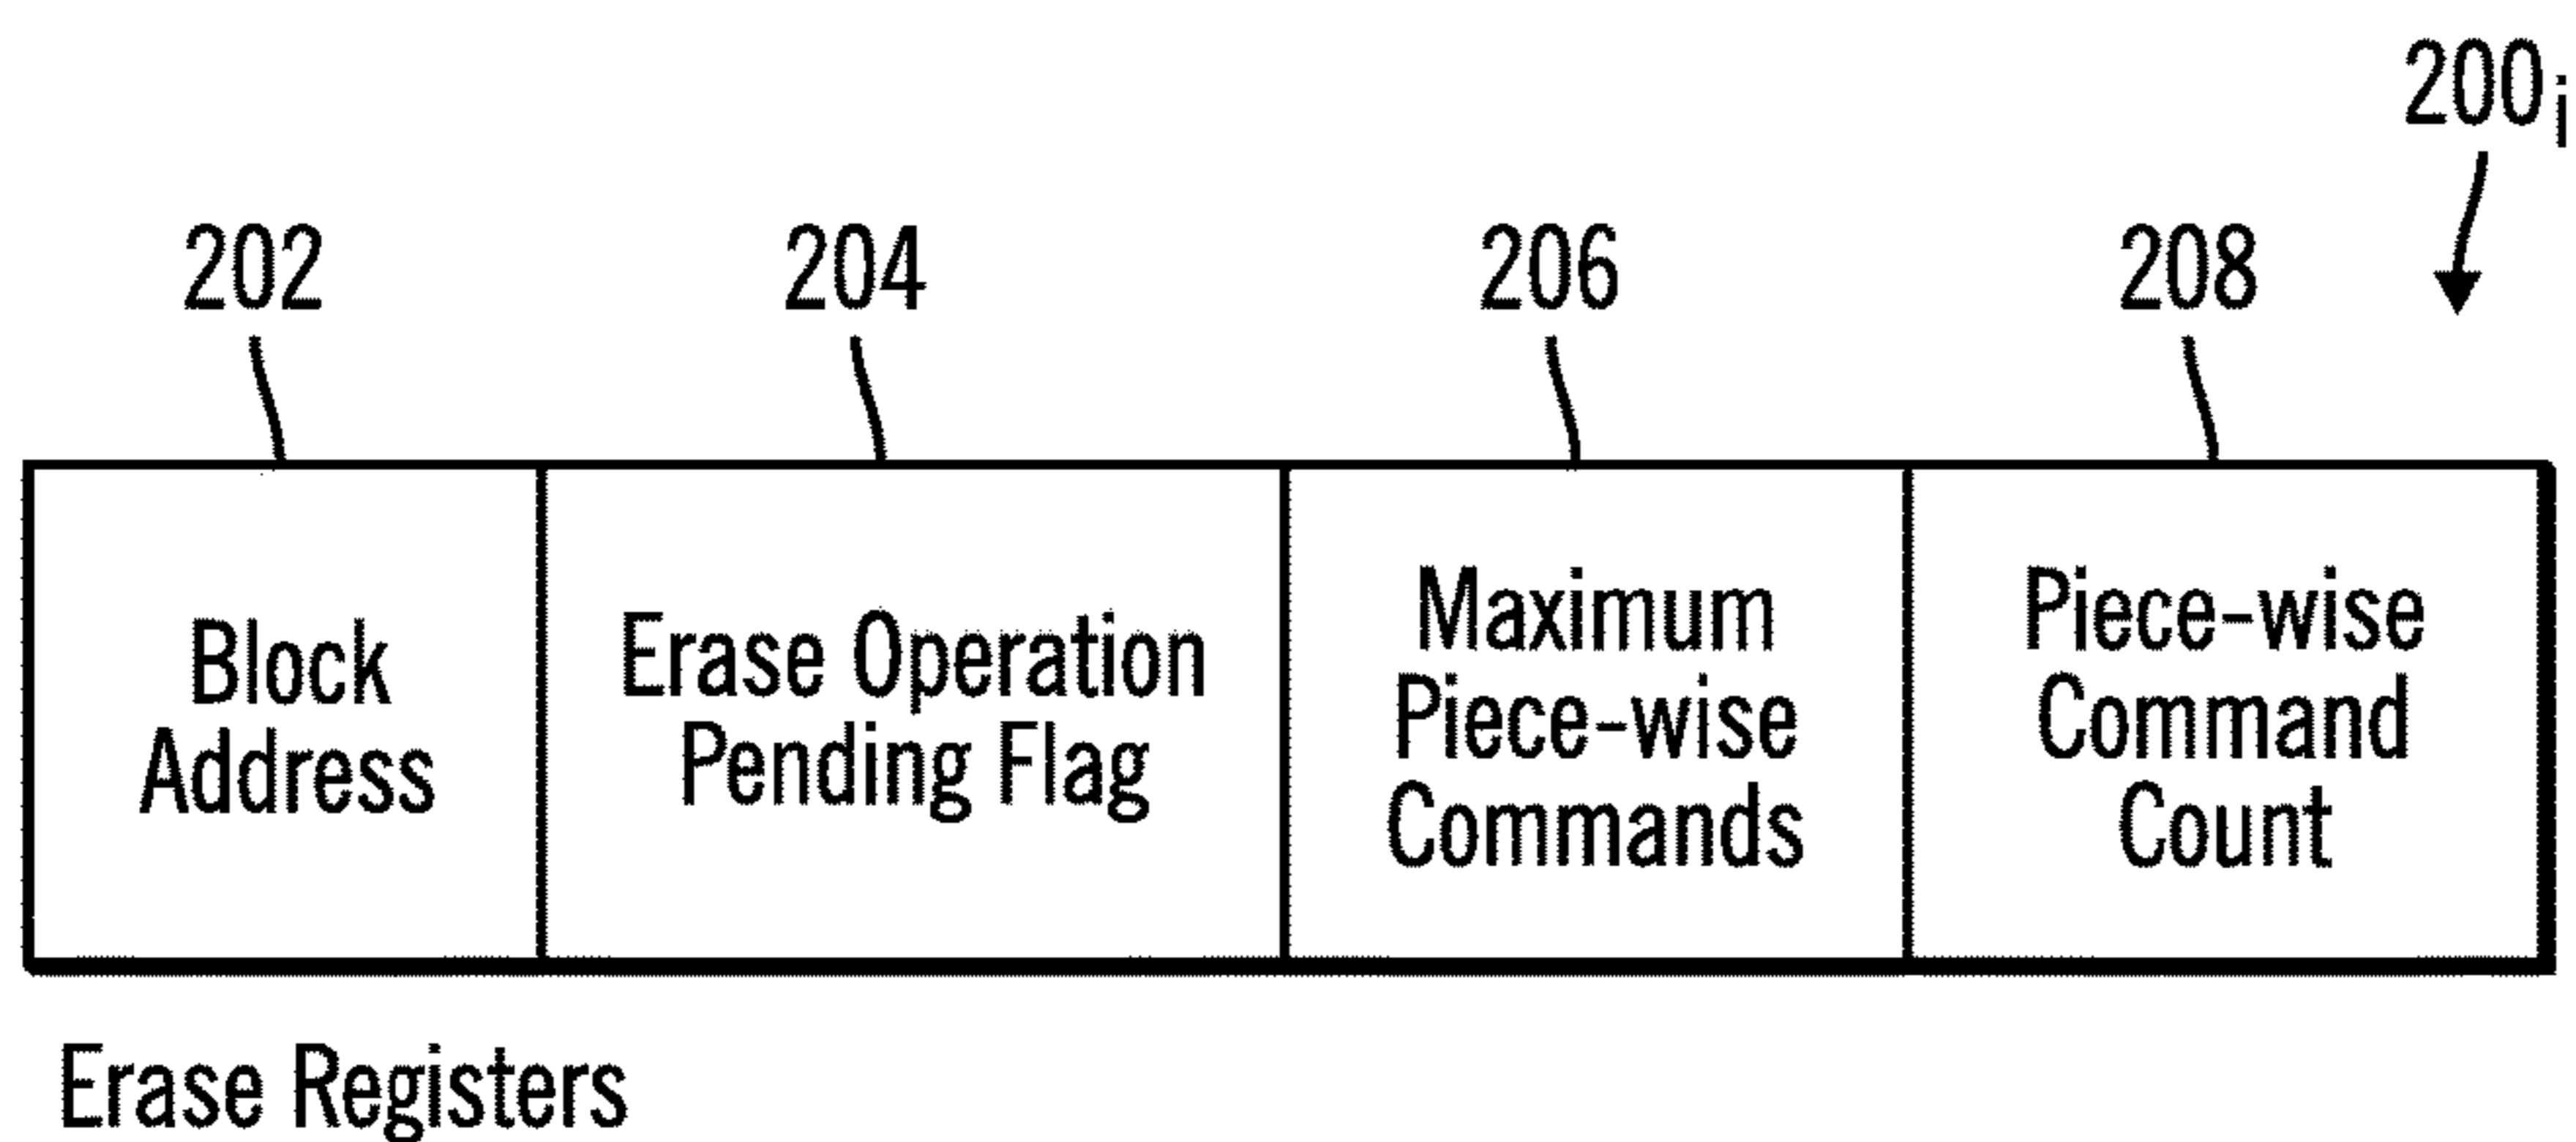 200i
202
204
206
208
Block
Address
Erase Operation
Pending Flag
Maximum
Piece-wise
Commands
Piece-wise
Command
Count
Erase Registers